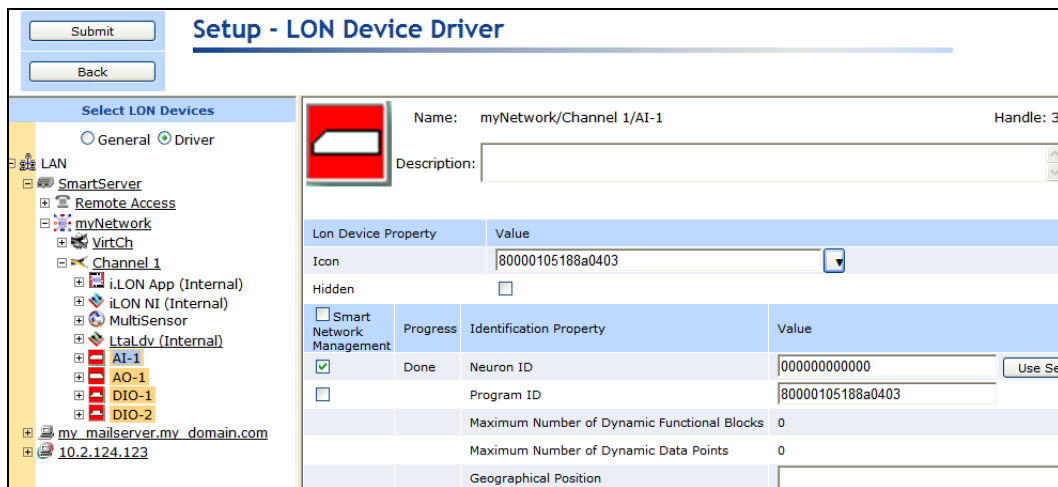 Submit
Setup - LON Device Driver
Back
Select LON Devices
General Driver
LAN
SmartServer
Remote Access
myNetwork
VirtCh
Channel 1
i.LON App (Internal)
iLON NI (Internal)
MultiSensor
LtaLdv (Internal)
AI-1
AO-1
DIO-1
DIO-2
my_mailserver.my_domain.com
10.2.124.123
Name: myNetwork/Channel 1/AI-1 Handle: 3
Description:
Lon Device Property Value
Icon 80000105188a0403
Hidden
Smart Network Management Progress Identification Property Value
Done Neuron ID 000000000000 Use Se
Program ID 80000105188a0403
Maximum Number of Dynamic Functional Blocks 0
Maximum Number of Dynamic Data Points 0
Geographical Position